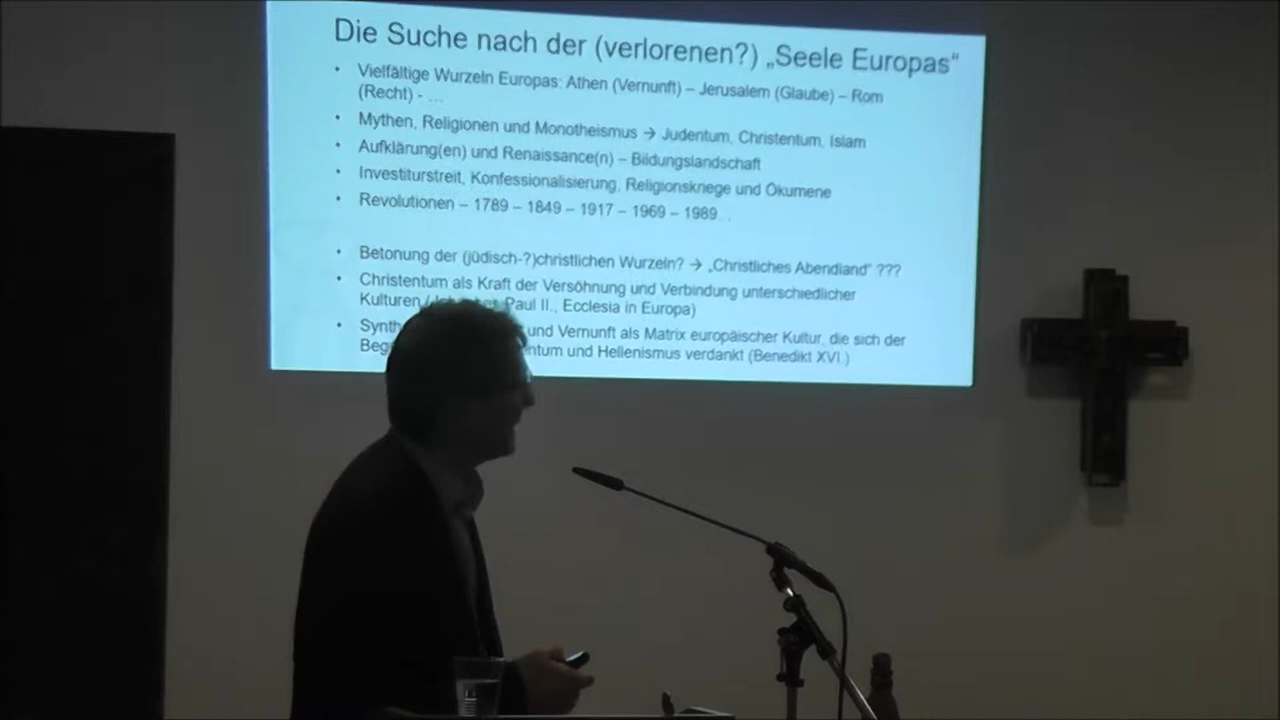 Die Suche nach der (verlorenen?) „Seele Europas“
• Vielfältige Wurzeln Europas: Athen (Vernunft) – Jerusalem (Glaube) – Rom
(Recht) - …
• Mythen, Religionen und Monotheismus → Judentum, Christentum, Islam
• Aufklärung(en) und Renaissance(n) – Bildungslandschaft
• Investiturstreit, Konfessionalisierung, Religionskriege und Ökumene
• Revolutionen – 1789 – 1849 – 1917 – 1969 – 1989…
• Betonung der (jüdisch-?)christlichen Wurzeln? → „Christliches Abendland“ ???
• Christentum als Kraft der Versöhnung und Verbindung unterschiedlicher
Kulturen Paul II., Ecclesia in Europa)
• und Vernunft als Matrix europäischer Kultur, die sich der
und Hellenismus verdankt (Benedikt XVI.)